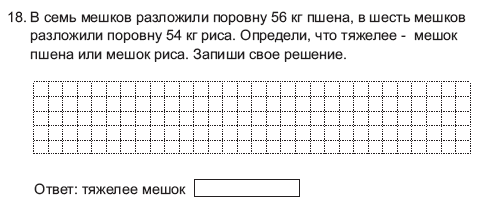 18. В семь мешков разложили поровну 56 кг пшена, в шесть мешков
разложили поровну 54 кг риса. Определи, что тяжелее - мешок
пшена или мешок риса. Запиши свое решение.
Ответ: тяжелее мешок